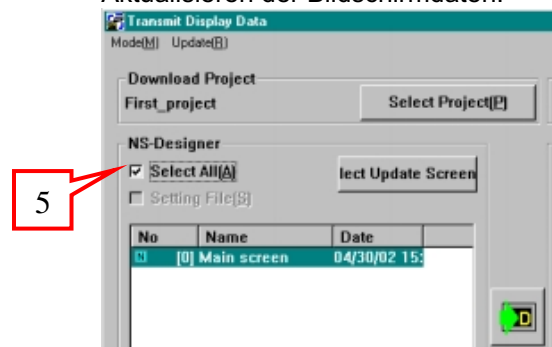 Aktualisieren der Bildschirmdaten.
Transmit Display Data
Mode(M) Update(R)
Download Project
First_project
Select Project(P)
NS-Designer
Select All(A)
lect Update Screen
Setting File(S)
5
No Name Date
N [0] Main screen 04/30/02 15:
D